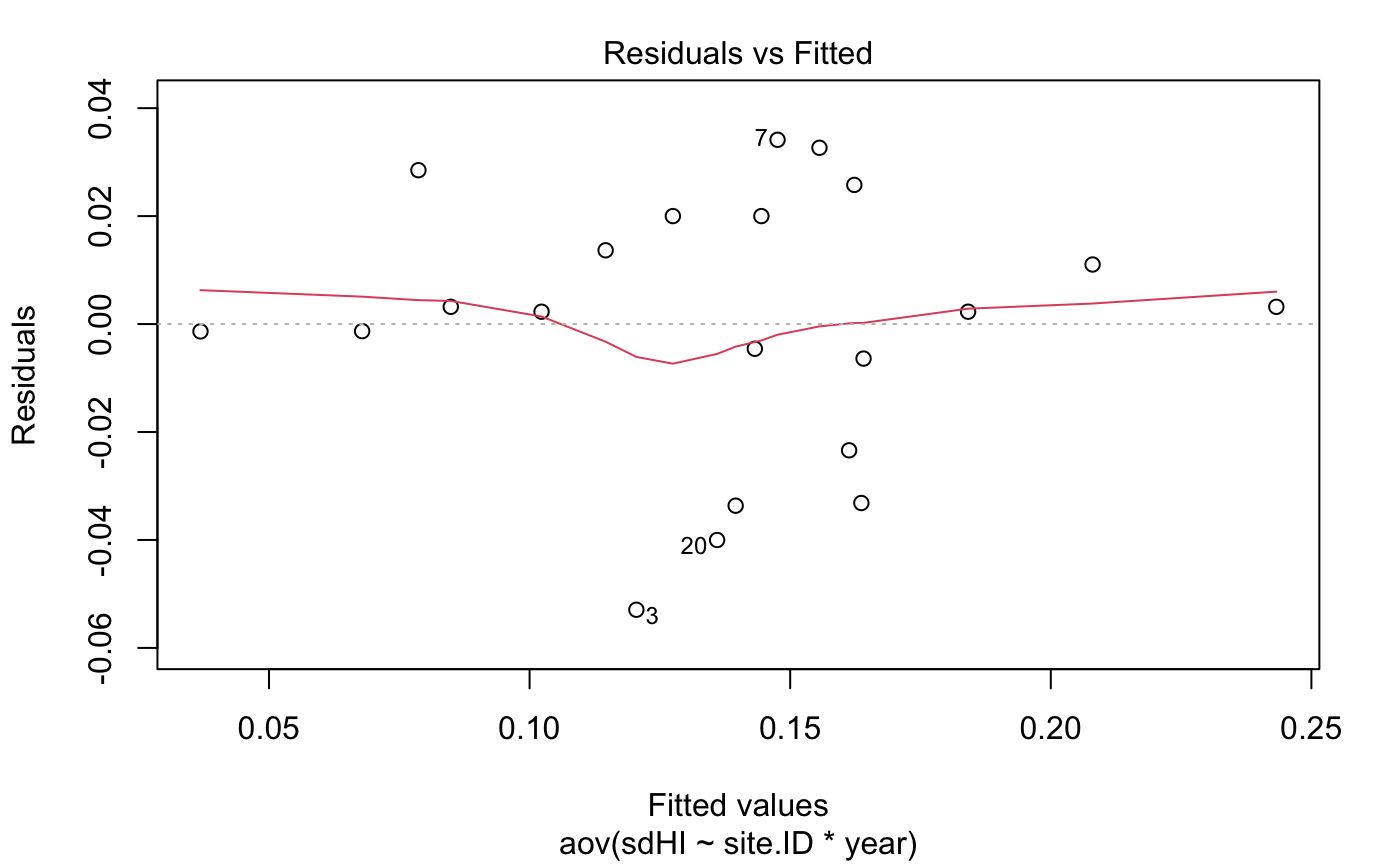 Residuals vs Fitted
0.04
0.02
0.00
-0.02
-0.04
-0.06
Residuals
7
20
3
0.05 0.10 0.15 0.20 0.25
Fitted values
aov(sdHI ~ site.ID * year)